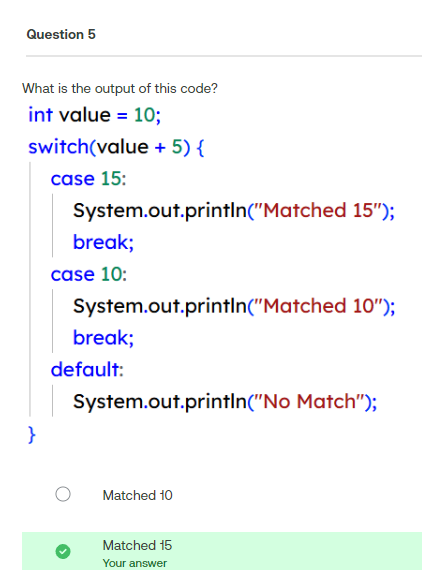 Question 5
What is the output of this code?
int value = 10;
switch(value + 5) {
case 15:
System.out.println("Matched 15");
break;
case 10:
System.out.println("Matched 10");
break;
default:
System.out.println("No Match");
}
Matched 10
Matched 15
Your answer